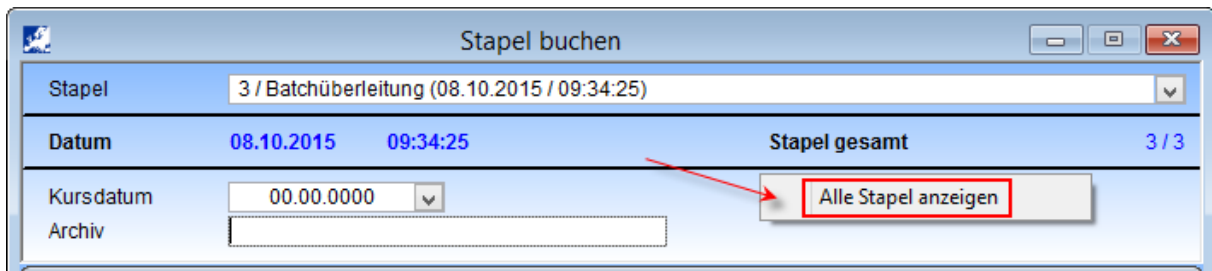 Stapel buchen
Stapel 3 / Batchüberleitung (08.10.2015 / 09:34:25)
Datum 08.10.2015 09:34:25 Stapel gesamt 3 / 3
Kursdatum 00.00.0000 Alle Stapel anzeigen
Archiv